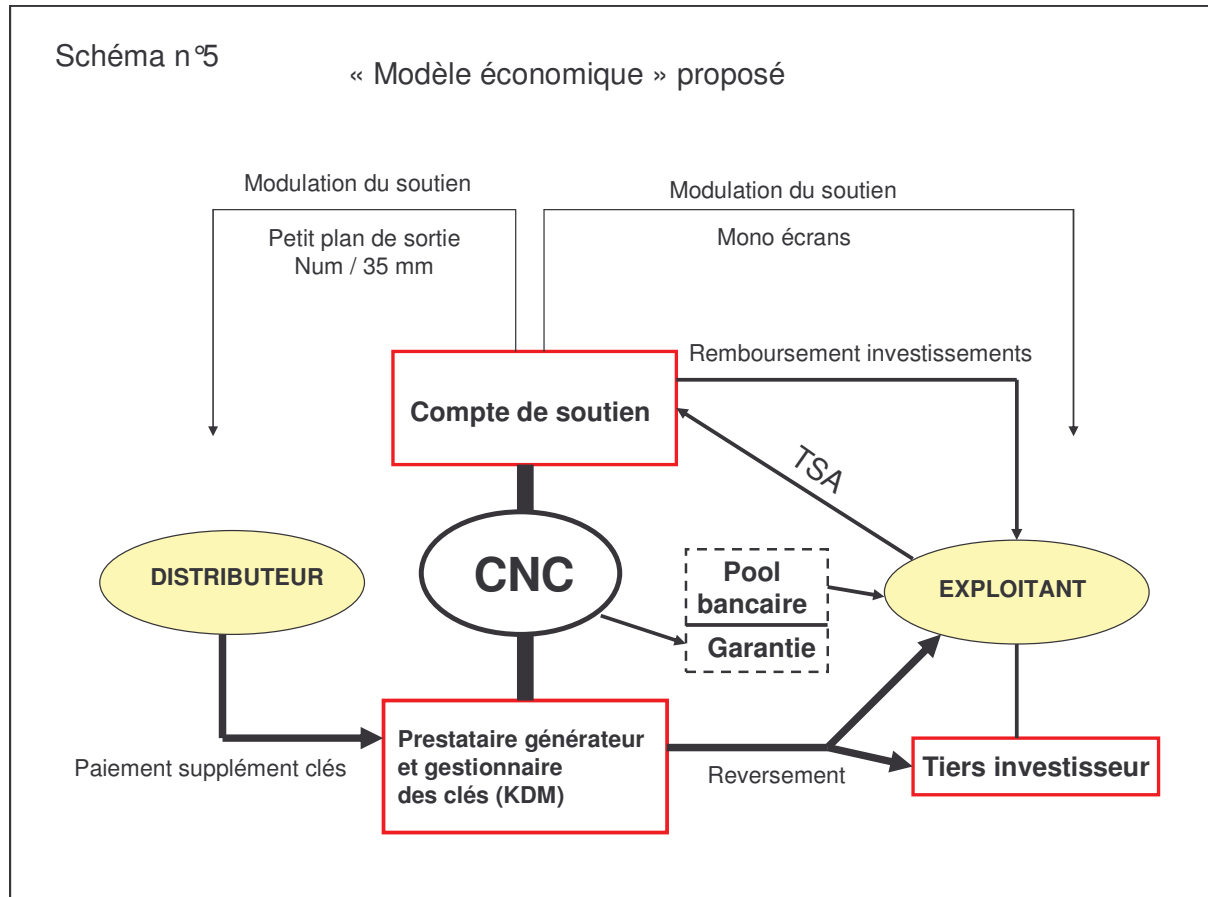 Schéma n°5
« Modèle économique » proposé
Modulation du soutien
Petit plan de sortie
Num / 35 mm
Modulation du soutien
Mono écrans
Remboursement investissements
Compte de soutien
TSA
DISTRIBUTEUR
CNC
Pool
bancaire
Garantie
EXPLOITANT
Paiement supplément clés
Prestataire générateur
et gestionnaire
des clés (KDM)
Reversement
Tiers investisseur